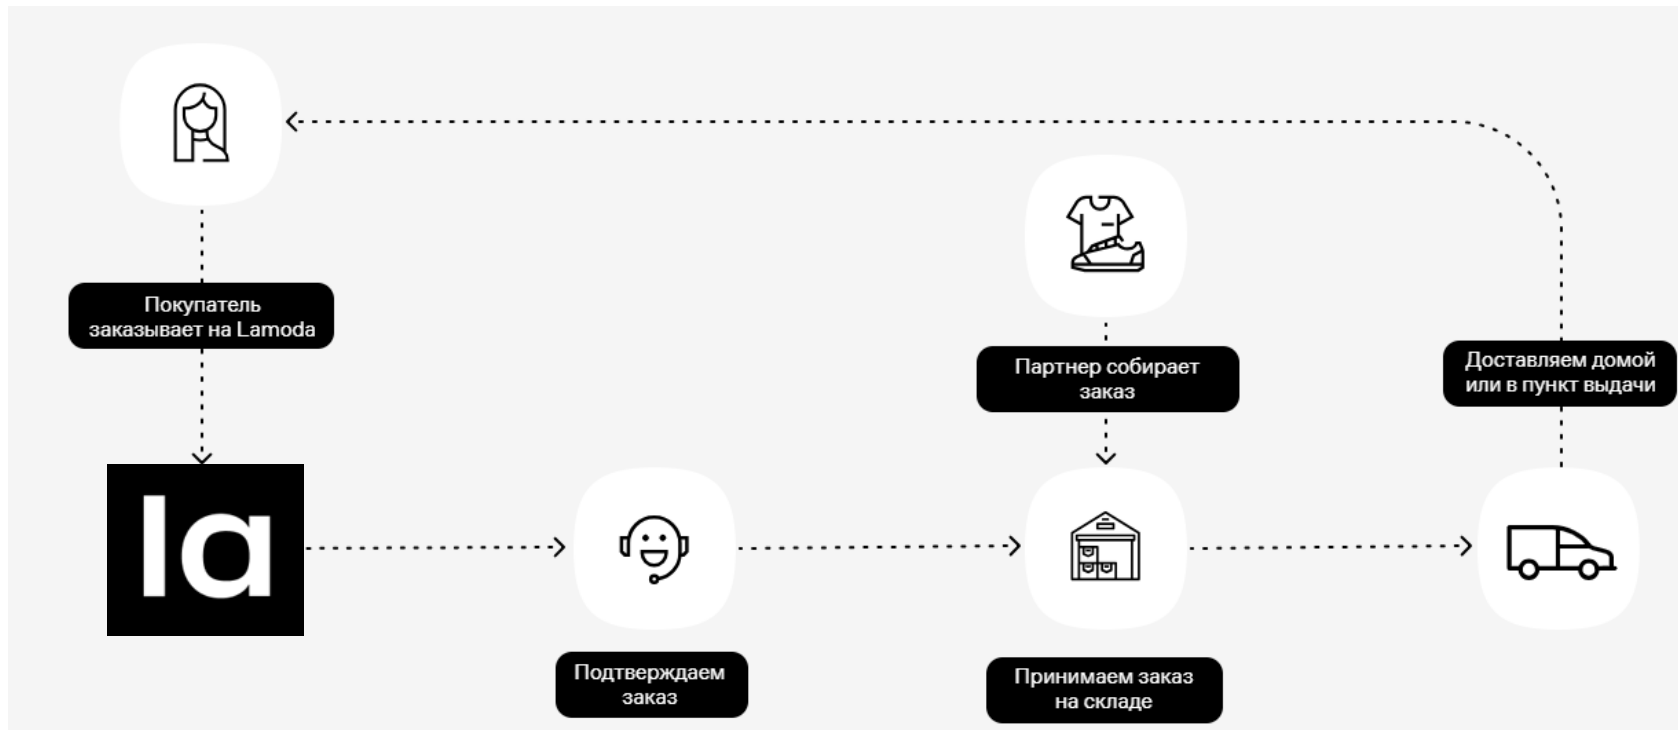 Покупатель
заказывает на Lamoda
Партнер собирает
заказ
Доставляем домой
или в пункт выдачи
la
Подтверждаем
заказ
Принимаем заказ
на складе